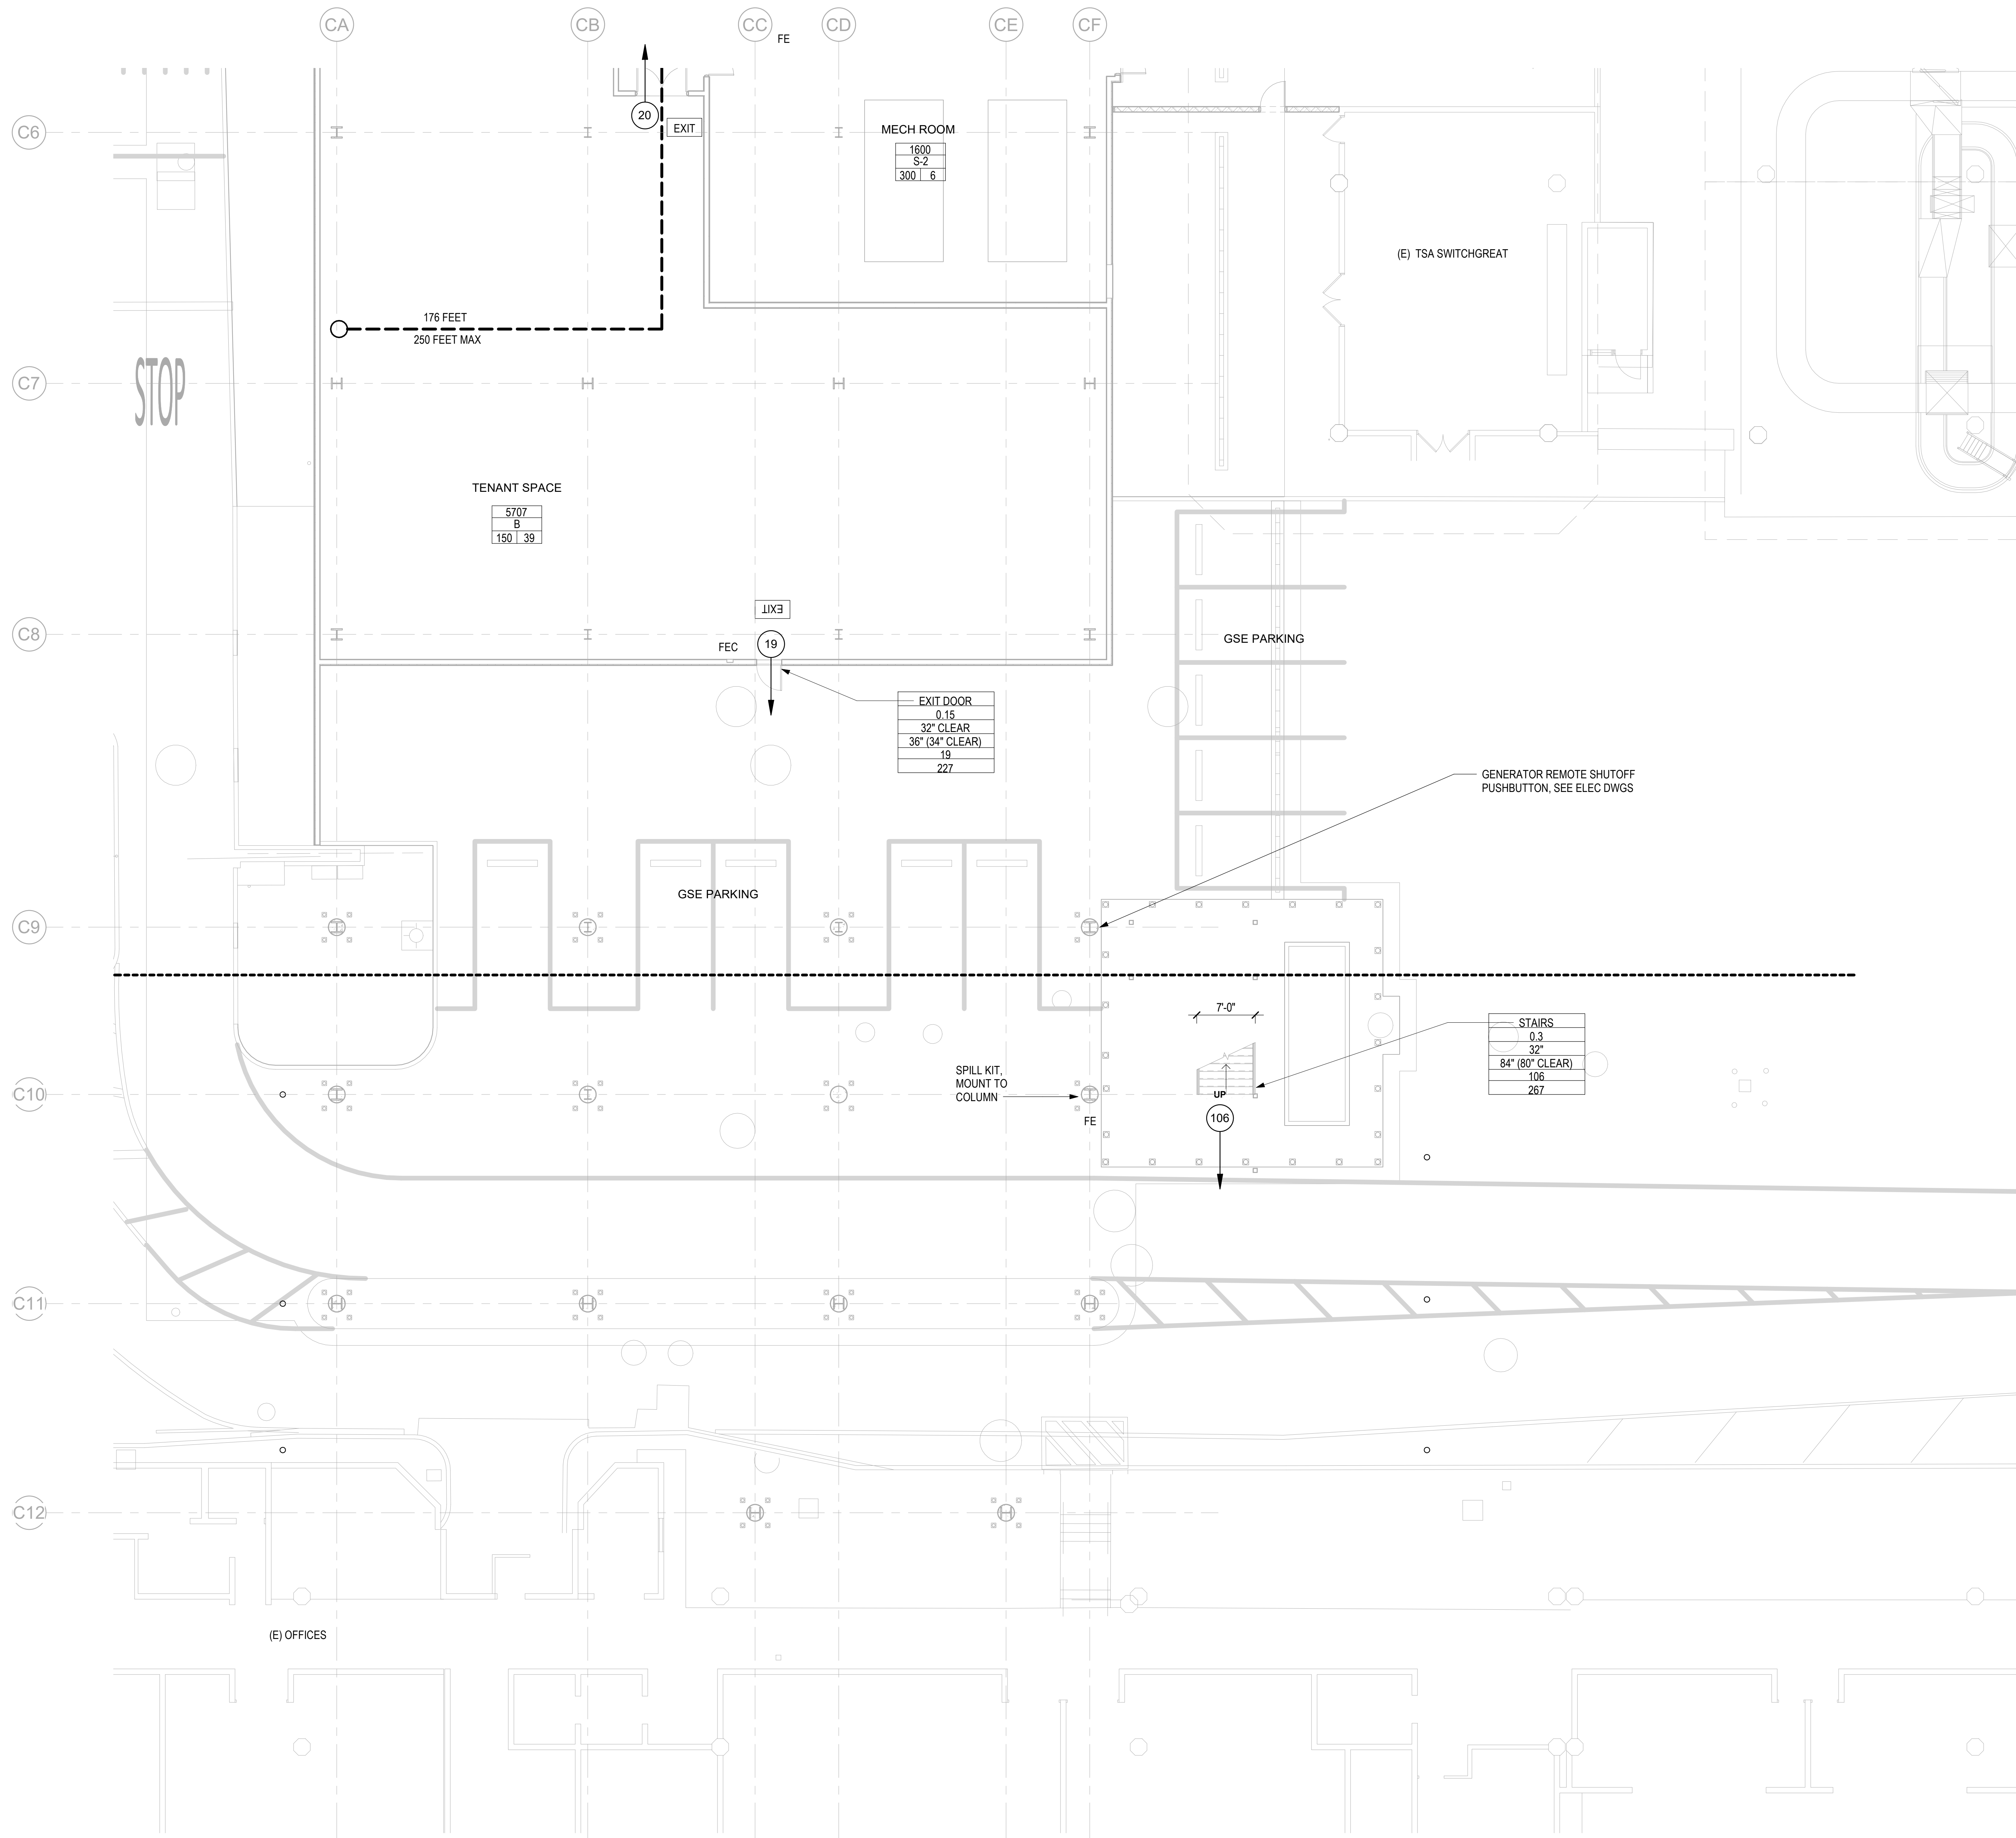 CA
CB
CC
CD
CE
CF
FE
C6
20
EXIT
MECH ROOM
1600
S-2
300 6
(E) TSA SWITCHGREAT
176 FEET
250 FEET MAX
C7
STOP
TENANT SPACE
5707
B
150 39
EXIT
C8
FEC
19
GSE PARKING
EXIT DOOR
0.15
32" CLEAR
36" (34" CLEAR)
19
227
GENERATOR REMOTE SHUTOFF
PUSHBUTTON, SEE ELEC DWGS
GSE PARKING
C9
7'-0"
STAIRS
0.3
32"
84" (80" CLEAR)
106
267
SPILL KIT,
MOUNT TO
COLUMN
C10
UP
FE
106
C11
C12
(E) OFFICES